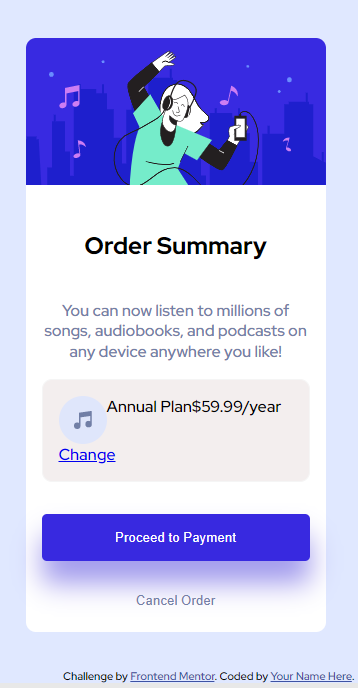 Order Summary
You can now listen to millions of
songs, audiobooks, and podcasts on
any device anywhere you like!
Annual Plan$59.99/year
Change
Proceed to Payment
Cancel Order
Challenge by Frontend Mentor. Coded by Your Name Here.